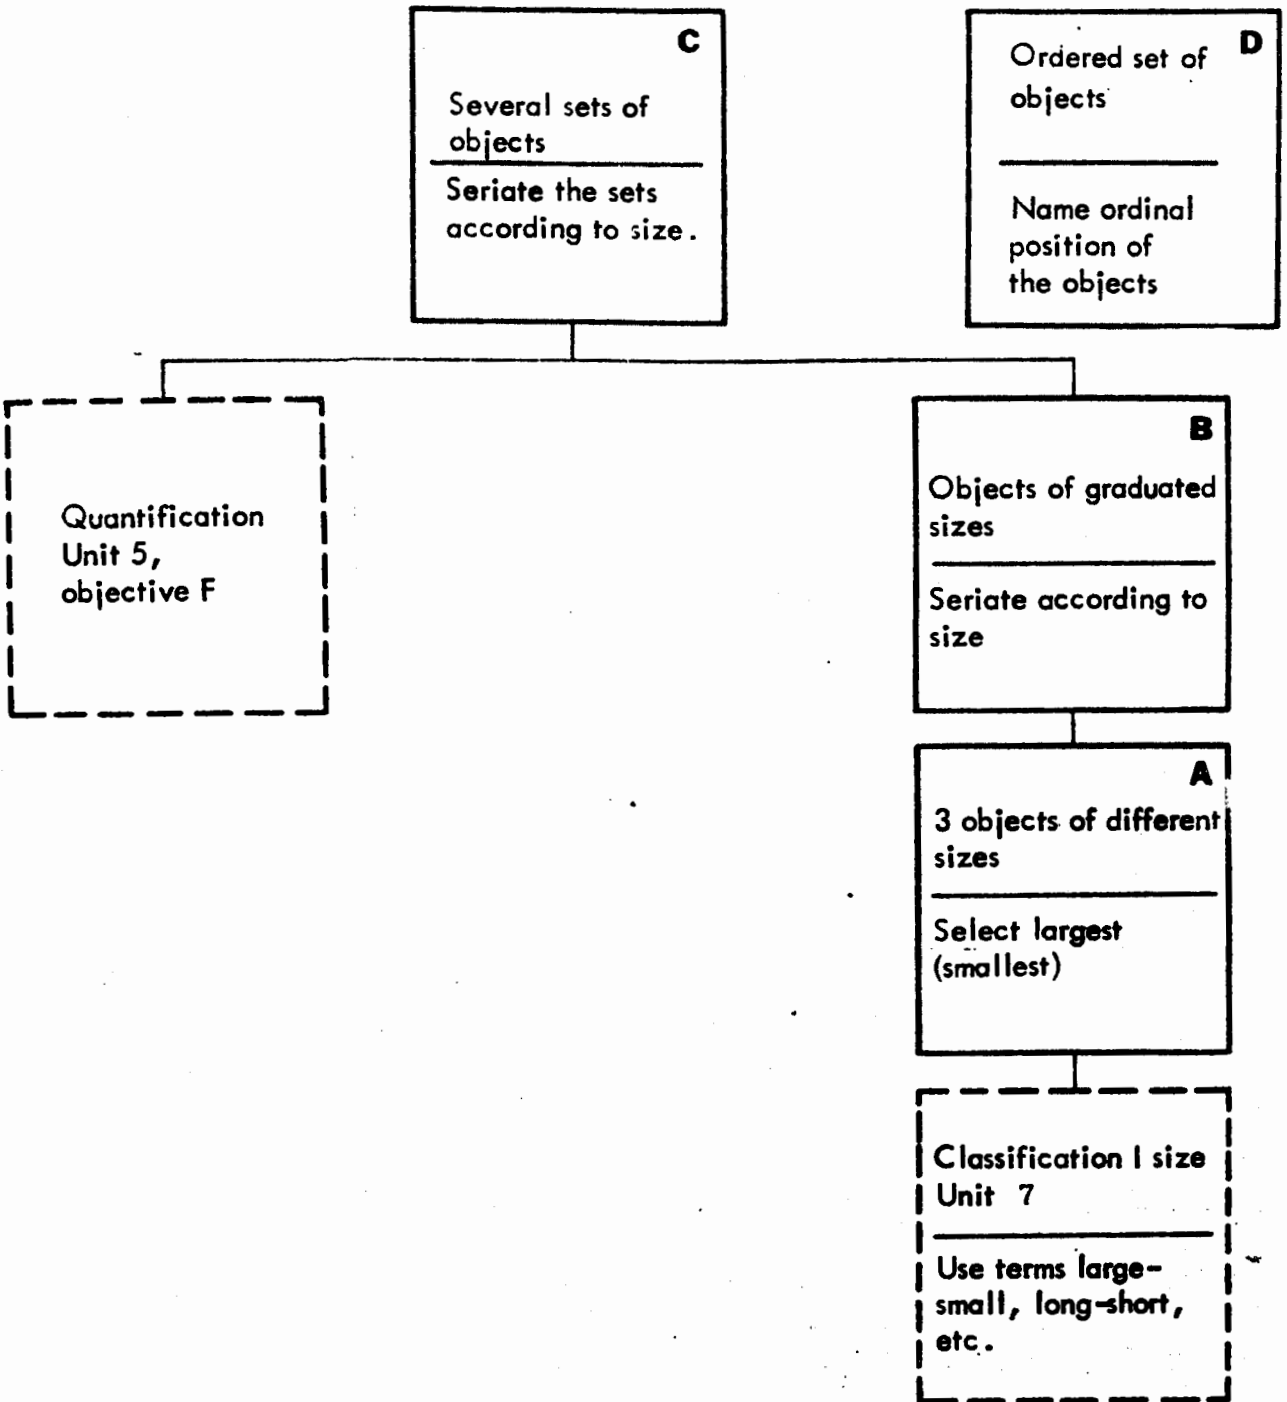 C
Several sets of
objects
Seriate the sets
according to size.
D
Ordered set of
objects
Name ordinal
position of
the objects
Quantification
Unit 5,
objective F
B
Objects of graduated
sizes
Seriate according to
size
A
3 objects of different
sizes
Select largest
(smallest)
Classification I size
Unit 7
Use terms large-
small, long-short,
etc.